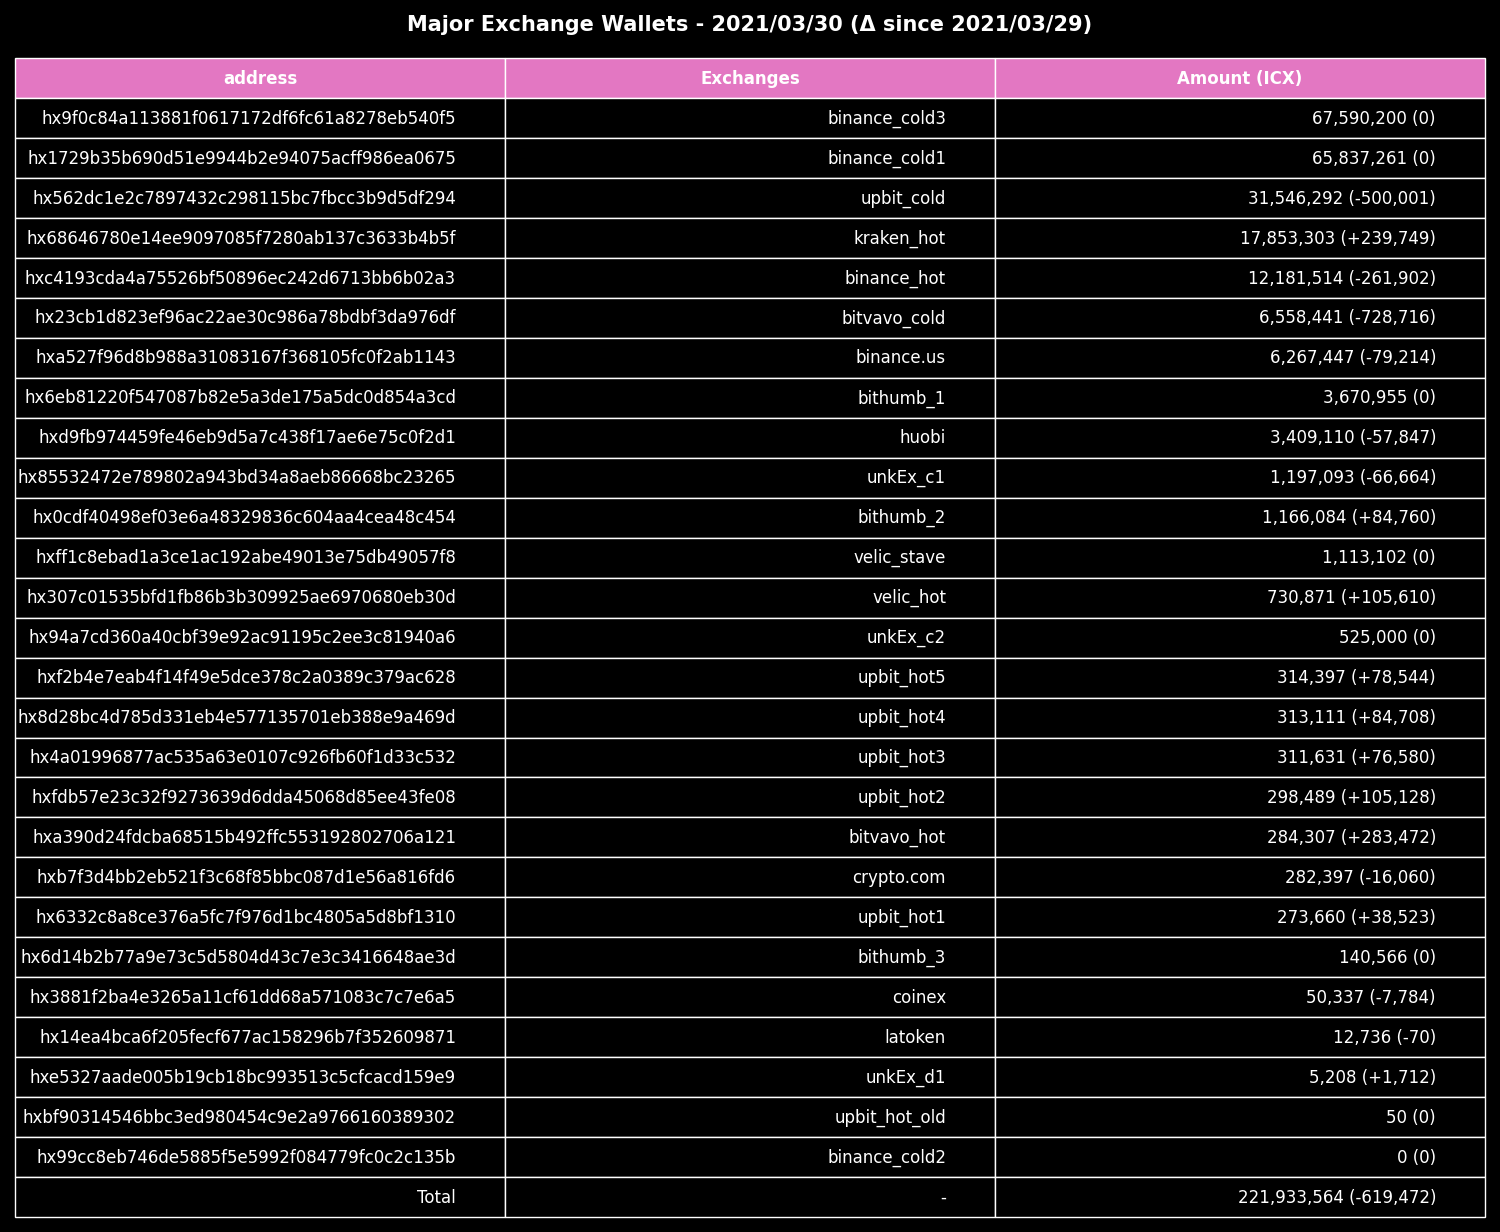 Major Exchange Wallets - 2021/03/30 (Δ since 2021/03/29)
address Exchanges Amount (ICX)
hx9f0c84a113881f0617172df6fc61a8278eb540f5 binance_cold3 67,590,200 (0)
hx1729b35b690d51e9944b2e94075acff986ea0675 binance_cold1 65,837,261 (0)
hx562dc1e2c7897432c298115bc7fbcc3b9d5df294 upbit_cold 31,546,292 (-500,001)
hx68646780e14ee9097085f7280ab137c3633b4b5f kraken_hot 17,853,303 (+239,749)
hxc4193cda4a75526bf50896ec242d6713bb6b02a3 binance_hot 12,181,514 (-261,902)
hx23cb1d823ef96ac22ae30c986a78bdbf3da976df bitvavo_cold 6,558,441 (-728,716)
hxa527f96d8b988a31083167f368105fc0f2ab1143 binance.us 6,267,447 (-79,214)
hx6eb81220f547087b82e5a3de175a5dc0d854a3cd bithumb_1 3,670,955 (0)
hxd9fb974459fe46eb9d5a7c438f17ae6e75c0f2d1 huobi 3,409,110 (-57,847)
hx85532472e789802a943bd34a8aeb86668bc23265 unkEx_c1 1,197,093 (-66,664)
hx0cdf40498ef03e6a48329836c604aa4cea48c454 bithumb_2 1,166,084 (+84,760)
hxff1c8ebad1a3ce1ac192abe49013e75db49057f8 velic_stave 1,113,102 (0)
hx307c01535bfd1fb86b3b309925ae6970680eb30d velic_hot 730,871 (+105,610)
hx94a7cd360a40cbf39e92ac91195c2ee3c81940a6 unkEx_c2 525,000 (0)
hxf2b4e7eab4f14f49e5dce378c2a0389c379ac628 upbit_hot5 314,397 (+78,544)
hx8d28bc4d785d331eb4e577135701eb388e9a469d upbit_hot4 313,111 (+84,708)
hx4a01996877ac535a63e0107c926fb60f1d33c532 upbit_hot3 311,631 (+76,580)
hxfdb57e23c32f9273639d6dda45068d85ee43fe08 upbit_hot2 298,489 (+105,128)
hxa390d24fdcba68515b492ffc553192802706a121 bitvavo_hot 284,307 (+283,472)
hxb7f3d4bb2eb521f3c68f85bbc087d1e56a816fd6 crypto.com 282,397 (-16,060)
hx6332c8a8ce376a5fc7f976d1bc4805a5d8bf1310 upbit_hot1 273,660 (+38,523)
hx6d14b2b77a9e73c5d5804d43c7e3c3416648ae3d bithumb_3 140,566 (0)
hx3881f2ba4e3265a11cf61dd68a571083c7c7e6a5 coinex 50,337 (-7,784)
hx14ea4bca6f205fecf677ac158296b7f352609871 latoken 12,736 (-70)
hxe5327aade005b19cb18bc993513c5cfcacd159e9 unkEx_d1 5,208 (+1,712)
hxbf90314546bbc3ed980454c9e2a9766160389302 upbit_hot_old 50 (0)
hx99cc8eb746de5885f5e5992f084779fc0c2c135b binance_cold2 0 (0)
Total - 221,933,564 (-619,472)